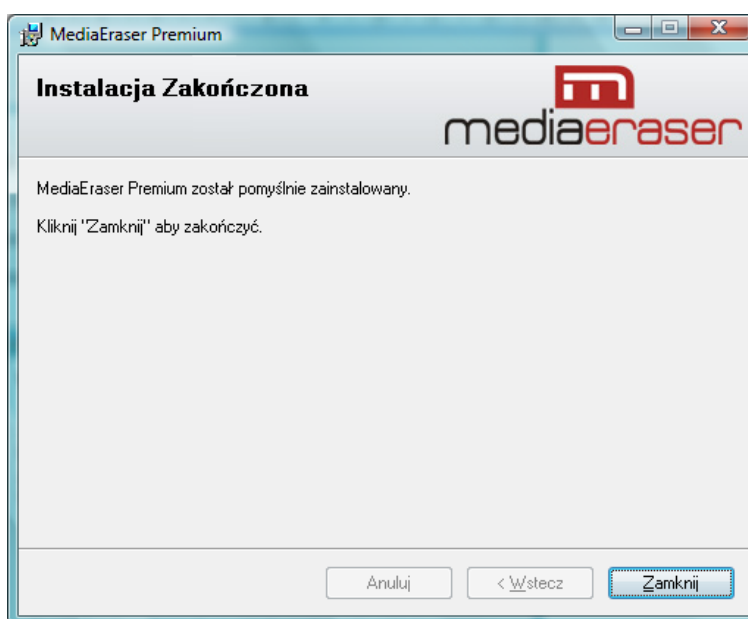 MediaEraser Premium
Instalacja Zakończona
mediaeraser
MediaEraser Premium został pomyślnie zainstalowany.
Kliknij "Zamknij" aby zakończyć.
Anuluj
< Wstecz
Zamknij